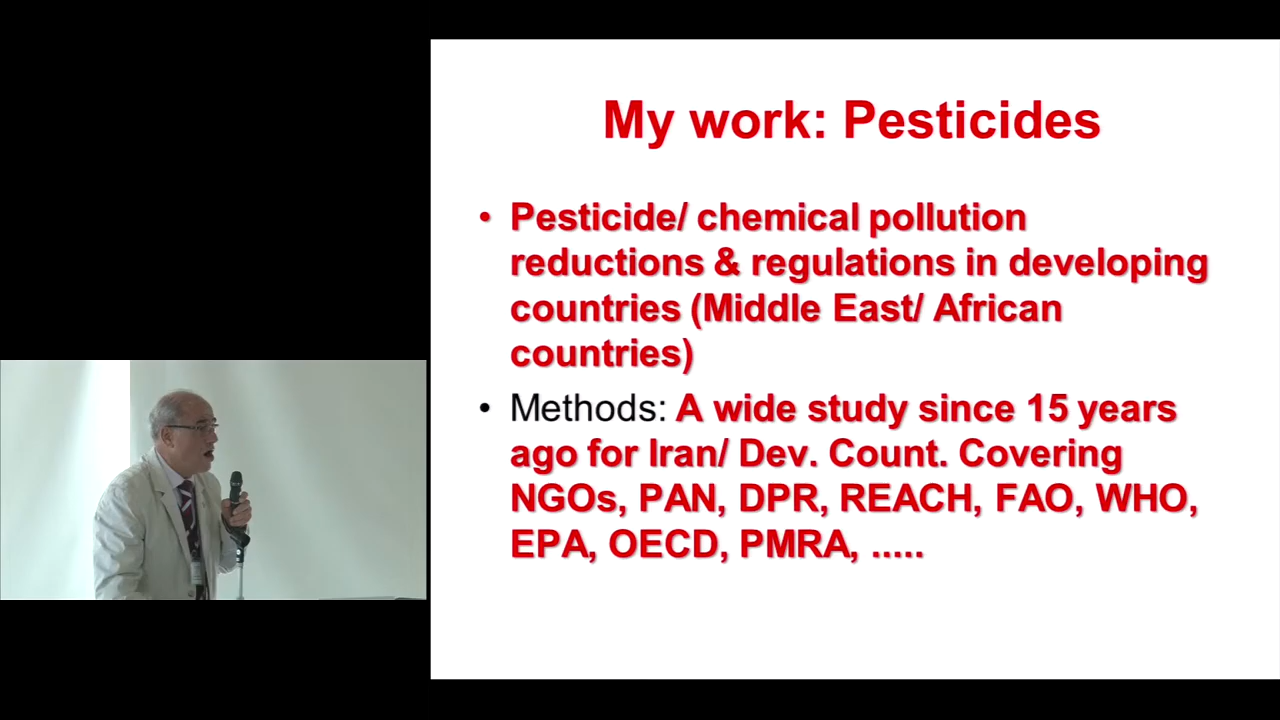 My work: Pesticides
• Pesticide/ chemical pollution
reductions & regulations in developing
countries (Middle East/ African
countries)
• Methods: A wide study since 15 years
ago for Iran/ Dev. Count. Covering
NGOs, PAN, DPR, REACH, FAO, WHO,
EPA, OECD, PMRA, .....